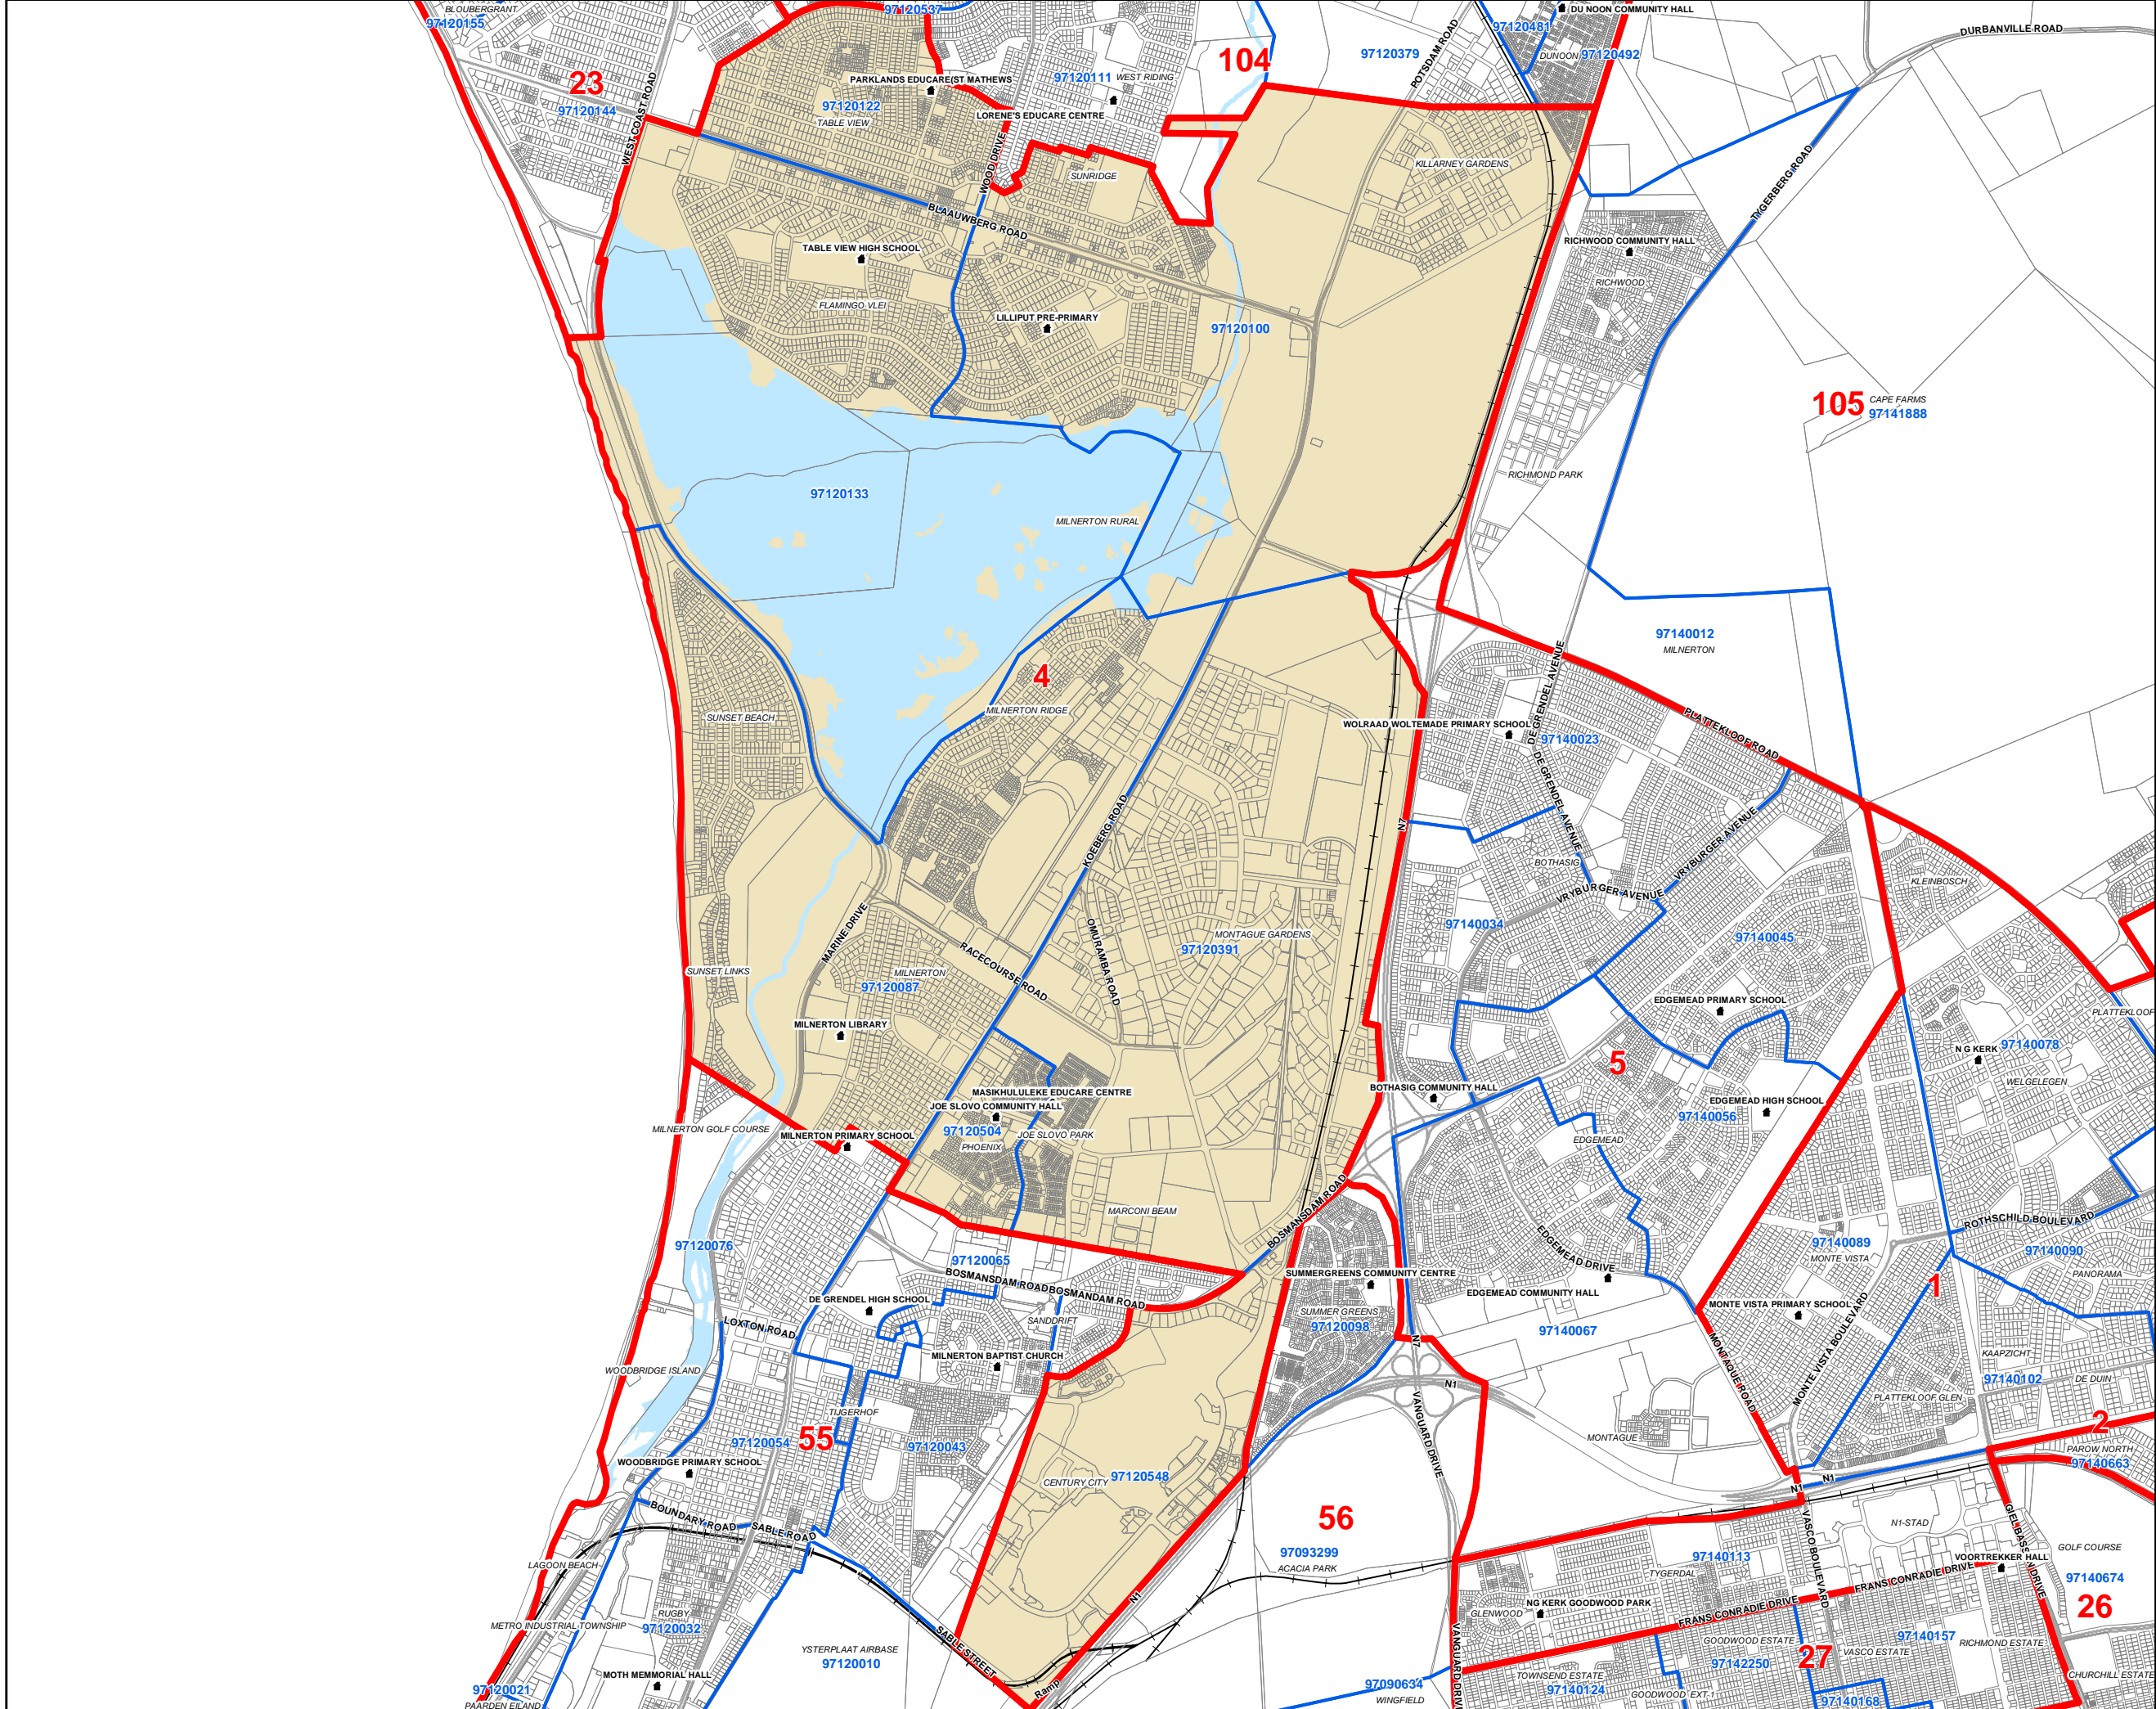 BLOUBERGRANT
97120155
97120537
DU NOON COMMUNITY HALL
97120481
DURBANVILLE ROAD
104
97120379
POTSDAM ROAD
DUNOON
97120492
23
97120144
WEST COAST ROAD
PARKLANDS EDUCARE(ST MATHEWS
97120111
WEST RIDING
97120122
TABLE VIEW
LORENE'S EDUCARE CENTRE
WOOD DRIVE
SUNRIDGE
KILLARNEY GARDENS
TYGERBERG ROAD
BLAAUWBERG ROAD
TABLE VIEW HIGH SCHOOL
RICHWOOD COMMUNITY HALL
RICHWOOD
FLAMINGO VLEI
LILLIPUT PRE-PRIMARY
97120100
105
CAPE FARMS
97141888
RICHMOND PARK
97120133
MILNERTON RURAL
97140012
MILNERTON
4
MILNERTON RIDGE
SUNSET BEACH
WOLRAAD WOLTEMADE PRIMARY SCHOOL
DE GRENDEL AVENUE
97140023
PLATTEKLOOF ROAD
DE GRENDEL AVENUE
N7
KOEBERG ROAD
BOTHASIG
VRYBURGER AVENUE
VRYBURGER AVENUE
KLEINBOSCH
97140034
97140045
MARINE DRIVE
OMURAMBA ROAD
MONTAGUE GARDENS
97120391
RACECOURSE ROAD
SUNSET LINKS
MILNERTON
97120087
EDGEMEAD PRIMARY SCHOOL
PLATTEKLOOF
MILNERTON LIBRARY
5
N G KERK
97140078
WELGELEGEN
MASIKHULULEKE EDUCARE CENTRE
BOTHASIG COMMUNITY HALL
JOE SLOVO COMMUNITY HALL
EDGEMEAD HIGH SCHOOL
97140056
MILNERTON GOLF COURSE
MILNERTON PRIMARY SCHOOL
97120504
JOE SLOVO PARK
PHOENIX
EDGEMEAD
MARCONI BEAM
BOSMANSDAM ROAD
ROTHSCHILD BOULEVARD
97120076
97120065
EDGEMEAD DRIVE
97140089
MONTE VISTA
97140090
PANORAMA
BOSMANSDAM ROAD
BOSMANDAM ROAD
SUMMERGREENS COMMUNITY CENTRE
EDGEMEAD COMMUNITY HALL
1
DE GRENDEL HIGH SCHOOL
SANDDRIFT
SUMMER GREENS
97120098
MONTE VISTA PRIMARY SCHOOL
LOXTON ROAD
97140067
N7
MILNERTON BAPTIST CHURCH
MONTAQUE ROAD
MONTE VISTA BOULEVARD
KAAPZICHT
WOODBRIDGE ISLAND
97140102
DE DUIN
N1
PLATTEKLOOF GLEN
TIJGERHOF
VANGUARD DRIVE
2
97120054
55
97120043
MONTAGUE
PAROW NORTH
97140663
WOODBRIDGE PRIMARY SCHOOL
CENTURY CITY
97120548
N1
N1
BOUNDARY ROAD
SABLE ROAD
56
N1-STAD
LAGOON BEACH
97093299
ACACIA PARK
97140113
TYGERDAL
VASCO BOULEVARD
VOORTREKKER HALL
GOLF COURSE
97140674
FRANS CONRADIE DRIVE
N1
GLENWOOD
NG KERK GOODWOOD PARK
FRANS CONRADIE DRIVE
26
RUGBY
METRO INDUSTRIAL TOWNSHIP
97120032
SABLE STREET
VANGUARD DRIVE
GOODWOOD ESTATE
97142250
27
VASCO ESTATE
97140157
RICHMOND ESTATE
YSTERPLAAT AIRBASE
97120010
MOTH MEMMORIAL HALL
TOWNSEND ESTATE
97140124
CHURCHILL ESTATE
97120021
PAARDEN EILAND
Ramp
97090634
WINGFIELD
GOODWOOD EXT 1
97140168